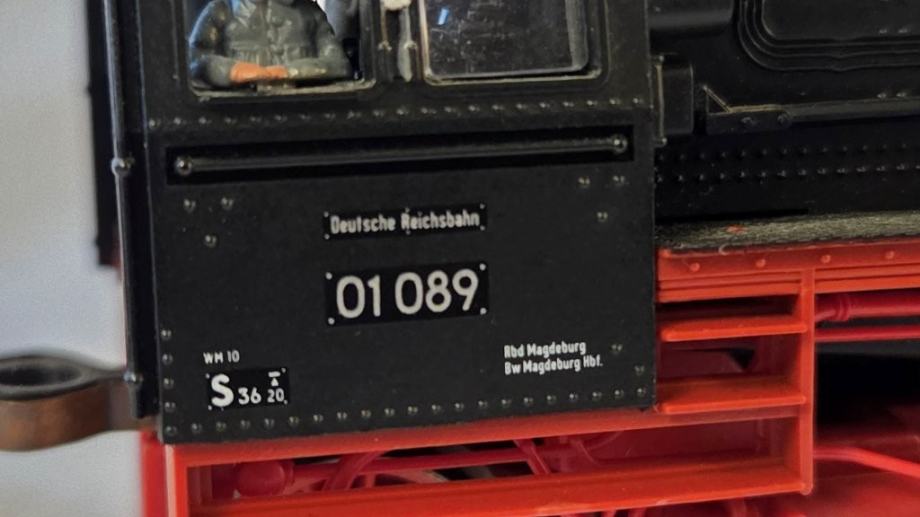 Deutsche Reichsbahn
01 089
WM 10
S 36 20
Rbd Magdeburg
Bw Magdeburg Hbf.